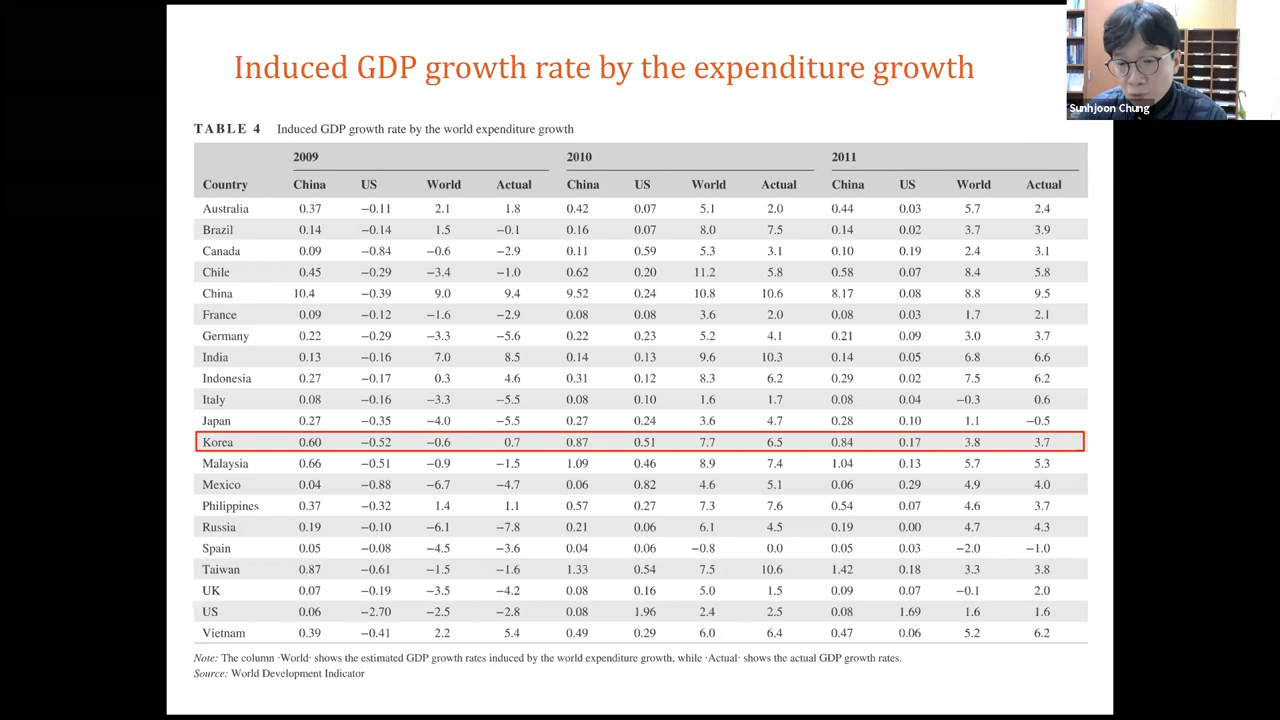 Induced GDP growth rate by the expenditure growth
Sunhjoon Chung
TABLE 4 Induced GDP growth rate by the world expenditure growth
2009 2010 2011
Country China US World Actual China US World Actual China US World Actual
Australia 0.37 −0.11 2.1 1.8 0.42 0.07 5.1 2.0 0.44 0.03 5.7 2.4
Brazil 0.14 −0.14 1.5 −0.1 0.16 0.07 8.0 7.5 0.14 0.02 3.7 3.9
Canada 0.09 −0.84 −0.6 −2.9 0.11 0.59 5.3 3.1 0.10 0.19 2.4 3.1
Chile 0.45 −0.29 −3.4 −1.0 0.62 0.20 11.2 5.8 0.58 0.07 8.4 5.8
China 10.4 −0.39 9.0 9.4 9.52 0.24 10.8 10.6 8.17 0.08 8.8 9.5
France 0.09 −0.12 −1.6 −2.9 0.08 0.08 3.6 2.0 0.08 0.03 1.7 2.1
Germany 0.22 −0.29 −3.3 −5.6 0.22 0.23 5.2 4.1 0.21 0.09 3.0 3.7
India 0.13 −0.16 7.0 8.5 0.14 0.13 9.6 10.3 0.14 0.05 6.8 6.6
Indonesia 0.27 −0.17 0.3 4.6 0.31 0.12 8.3 6.2 0.29 0.02 7.5 6.2
Italy 0.08 −0.16 −3.3 −5.5 0.08 0.10 1.6 1.7 0.08 0.04 −0.3 0.6
Japan 0.27 −0.35 −4.0 −5.5 0.27 0.24 3.6 4.7 0.28 0.10 1.1 −0.5
Korea 0.60 −0.52 −0.6 0.7 0.87 0.51 7.7 6.5 0.84 0.17 3.8 3.7
Malaysia 0.66 −0.51 −0.9 −1.5 1.09 0.46 8.9 7.4 1.04 0.13 5.7 5.3
Mexico 0.04 −0.88 −6.7 −4.7 0.06 0.82 4.6 5.1 0.06 0.29 4.9 4.0
Philippines 0.37 −0.32 1.4 1.1 0.57 0.27 7.3 7.6 0.54 0.07 4.6 3.7
Russia 0.19 −0.10 −6.1 −7.8 0.21 0.06 6.1 4.5 0.19 0.00 4.7 4.3
Spain 0.05 −0.08 −4.5 −3.6 0.04 0.06 −0.8 0.0 0.05 0.03 −2.0 −1.0
Taiwan 0.87 −0.61 −1.5 −1.6 1.33 0.54 7.5 10.6 1.42 0.18 3.3 3.8
UK 0.07 −0.19 −3.5 −4.2 0.08 0.16 5.0 1.5 0.09 0.07 −0.1 2.0
US 0.06 −2.70 −2.5 −2.8 0.08 1.96 2.4 2.5 0.08 1.69 1.6 1.6
Vietnam 0.39 −0.41 2.2 5.4 0.49 0.29 6.0 6.4 0.47 0.06 5.2 6.2
Note: The column ·World· shows the estimated GDP growth rates induced by the world expenditure growth, while ·Actual· shows the actual GDP growth rates.
Source: World Development Indicator